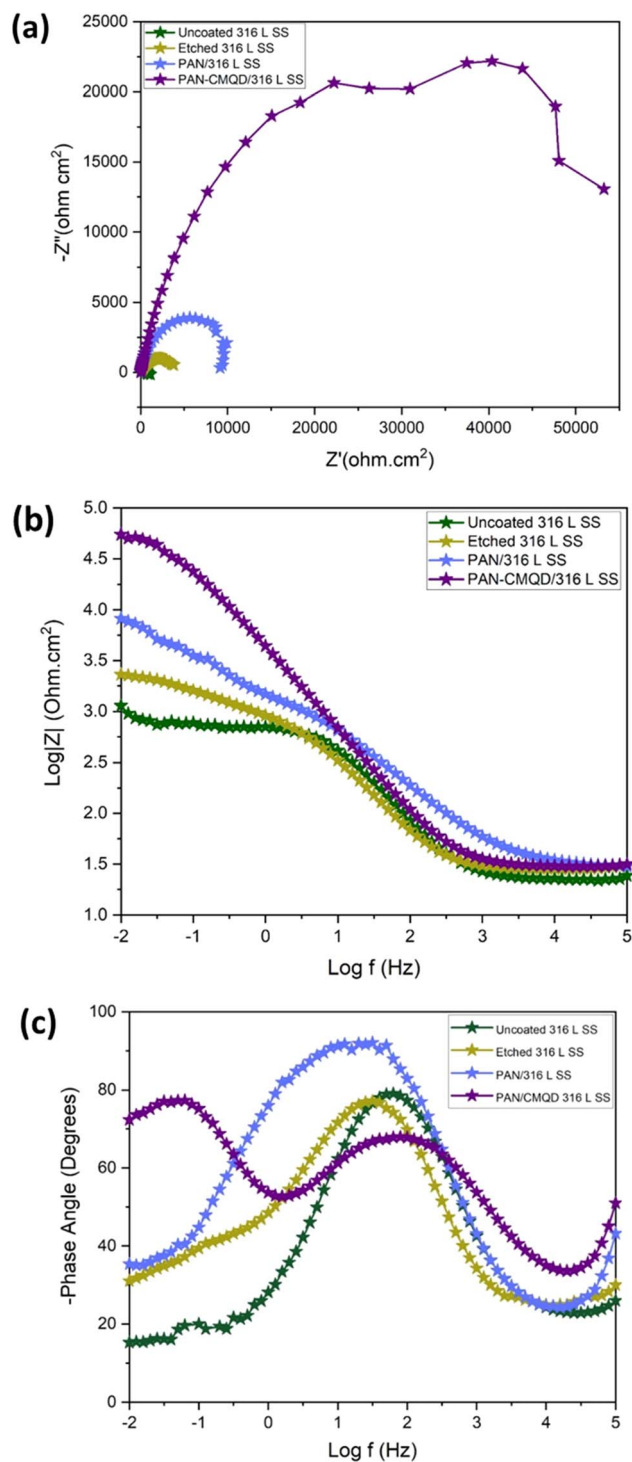 (a)
Uncoated 316 L SS
Etched 316 L SS
PAN/316 L SS
PAN-CMQD/316 L SS
25000
20000
15000
10000
5000
0
-Z"(ohm cm²)
0 10000 20000 30000 40000 50000
Z'(ohm.cm²)
(b)
Uncoated 316 L SS
Etched 316 L SS
PAN/316 L SS
PAN-CMQD/316 L SS
5.0
4.5
4.0
3.5
3.0
2.5
2.0
1.5
1.0
Log|Z| (Ohm.cm²)
-2 -1 0 1 2 3 4 5
Log f (Hz)
(c)
Uncoated 316 L SS
Etched 316 L SS
PAN/316 L SS
PAN/CMQD 316 L SS
100
80
60
40
20
0
-Phase Angle (Degrees)
-2 -1 0 1 2 3 4 5
Log f (Hz)